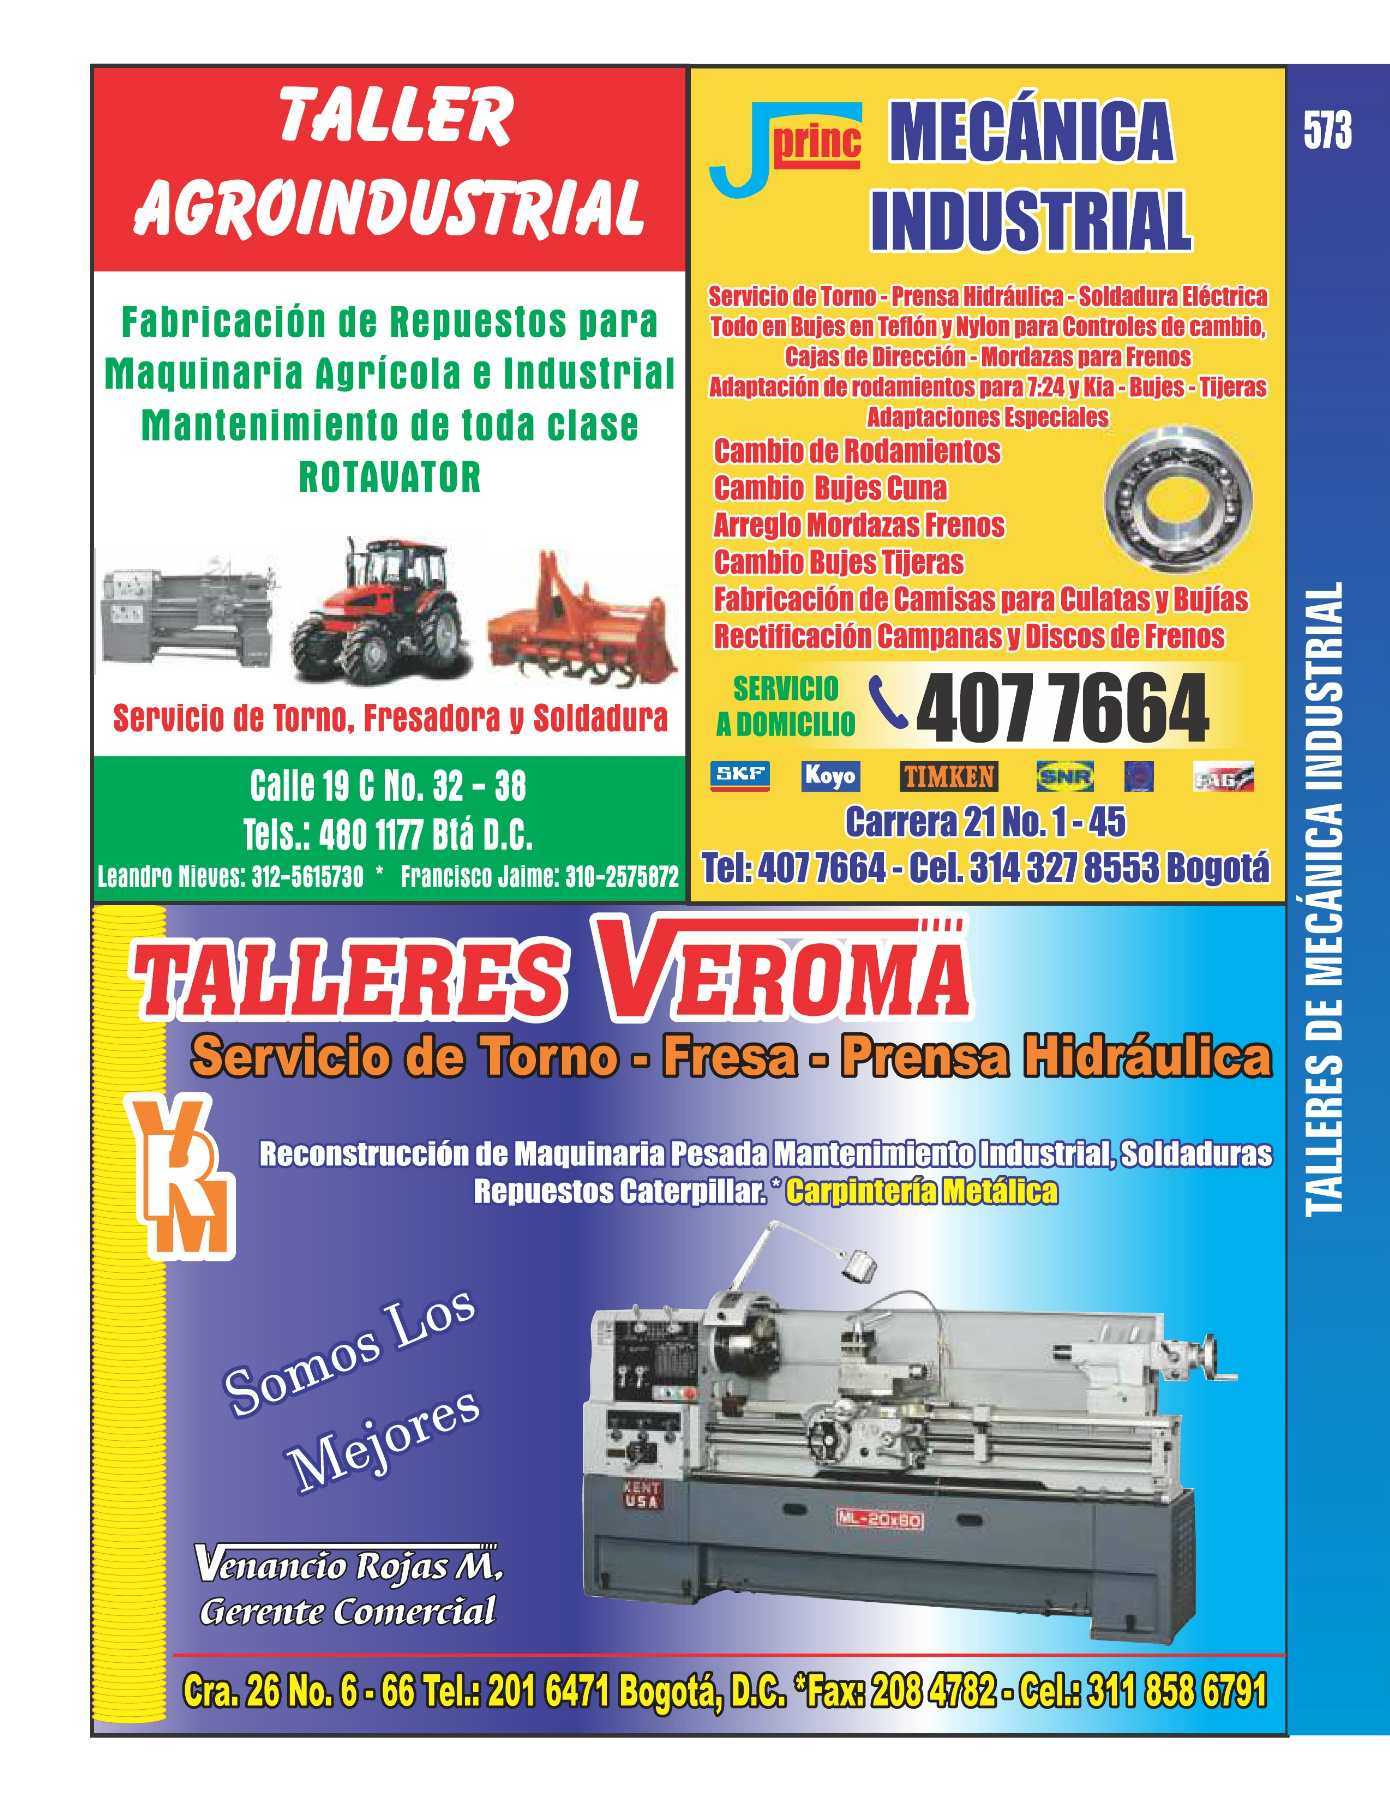 TALLER
AGROINDUSTRIAL
Fabricación de Repuestos para
Maquinaria Agrícola e Industrial
Mantenimiento de toda clase
ROTAVATOR
Servicio de Torno, Fresadora y Soldadura
Calle 19 C No. 32 - 38
Tels.: 480 1177 Btá D.C.
Leandro Nieves: 312-5615730 * Francisco Jaime: 310-2575872
J princ MECÁNICA
INDUSTRIAL
Servicio de Torno - Prensa Hidráulica - Soldadura Eléctrica
Todo en Bujes en Teflón y Nylon para Controles de cambio,
Cajas de Dirección - Mordazas para Frenos
Adaptación de rodamientos para 7:24 y Kia - Bujes - Tijeras
Adaptaciones Especiales
Cambio de Rodamientos
Cambio Bujes Cuna
Arreglo Mordazas Frenos
Cambio Bujes Tijeras
Fabricación de Camisas para Culatas y Bujías
Rectificación Campanas y Discos de Frenos
SERVICIO
A DOMICILIO
407 7664
SKF Koyo TIMKEN SNR FAG
Carrera 21 No. 1 - 45
Tel: 407 7664 - Cel. 314 327 8553 Bogotá
573
TALLERES DE MECÁNICA INDUSTRIAL
TALLERES VEROMA
Servicio de Torno - Fresa - Prensa Hidráulica
VRM
Reconstrucción de Maquinaria Pesada Mantenimiento Industrial, Soldaduras
Repuestos Caterpillar. * Carpintería Metálica
Somos Los
Mejores
KENT
USA
ML-20x60
Venancio Rojas M,
Gerente Comercial
Cra. 26 No. 6 - 66 Tel.: 201 6471 Bogotá, D.C. *Fax: 208 4782 - Cel.: 311 858 6791